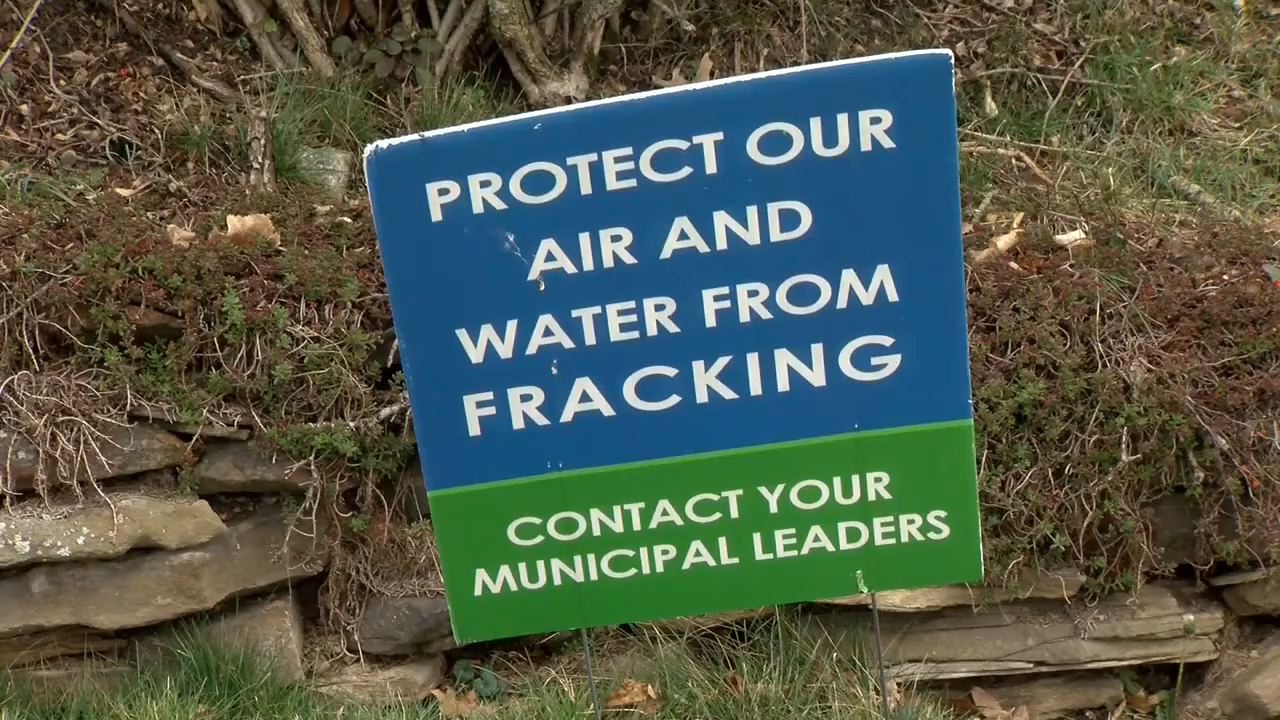 PROTECT OUR
AIR AND
WATER FROM
FRACKING
CONTACT YOUR
MUNICIPAL LEADERS